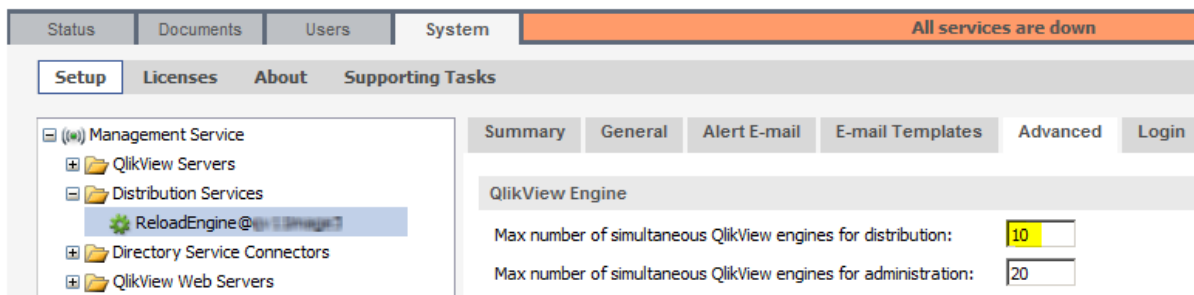 Status Documents Users System All services are down
Setup Licenses About Supporting Tasks
Management Service
QlikView Servers
Distribution Services
ReloadEngine@
Directory Service Connectors
QlikView Web Servers
Summary General Alert E-mail E-mail Templates Advanced Login
QlikView Engine
Max number of simultaneous QlikView engines for distribution: 10
Max number of simultaneous QlikView engines for administration: 20